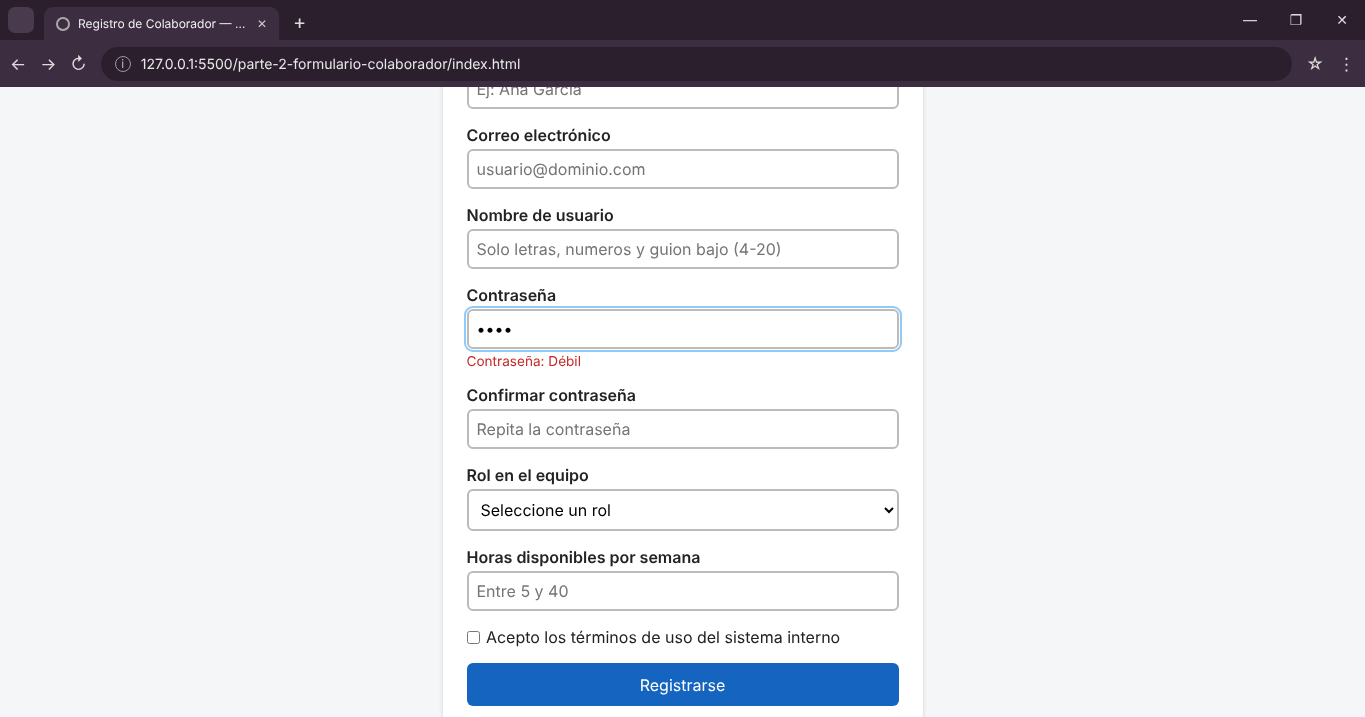 Registro de Colaborador — ...
127.0.0.1:5500/parte-2-formulario-colaborador/index.html
Ej: Ana García
Correo electrónico
usuario@dominio.com
Nombre de usuario
Solo letras, numeros y guion bajo (4-20)
Contraseña
••••
Contraseña: Débil
Confirmar contraseña
Repita la contraseña
Rol en el equipo
Seleccione un rol
Horas disponibles por semana
Entre 5 y 40
Acepto los términos de uso del sistema interno
Registrarse